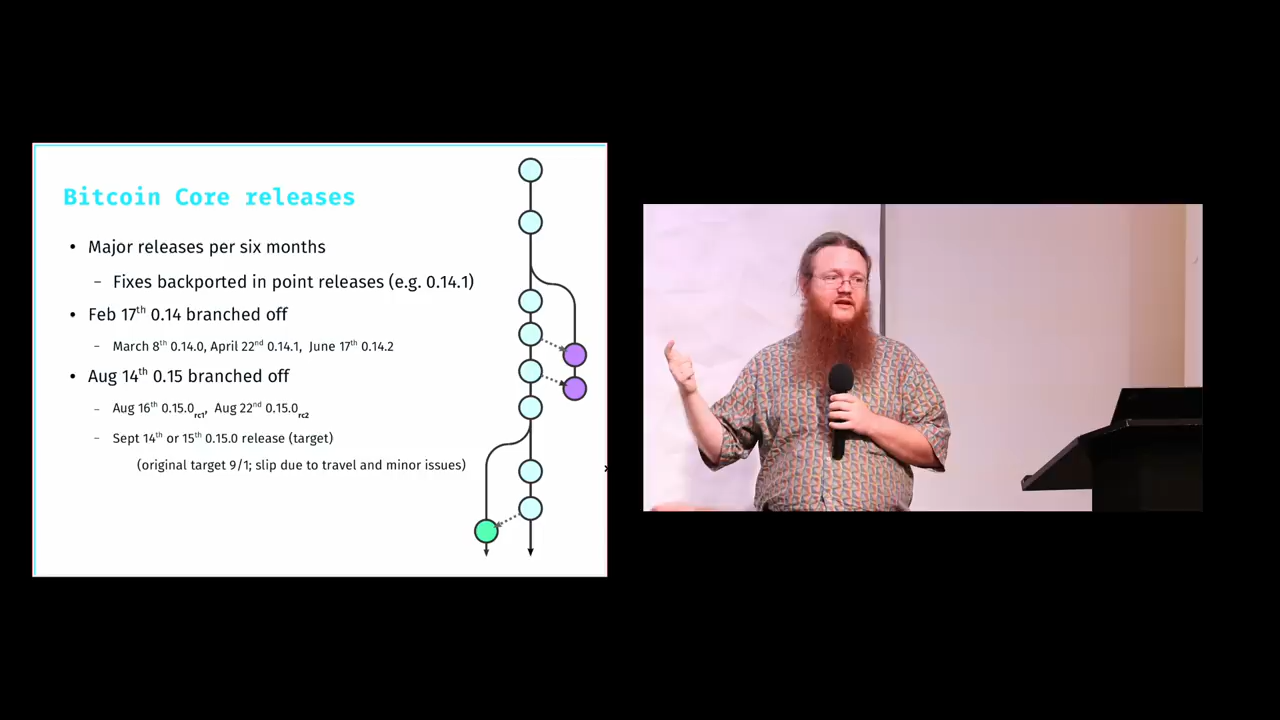 Bitcoin Core releases
• Major releases per six months
– Fixes backported in point releases (e.g. 0.14.1)
• Feb 17th 0.14 branched off
– March 8th 0.14.0, April 22nd 0.14.1, June 17th 0.14.2
• Aug 14th 0.15 branched off
– Aug 16th 0.15.0rc1, Aug 22nd 0.15.0rc2
– Sept 14th or 15th 0.15.0 release (target)
(original target 9/1; slip due to travel and minor issues)